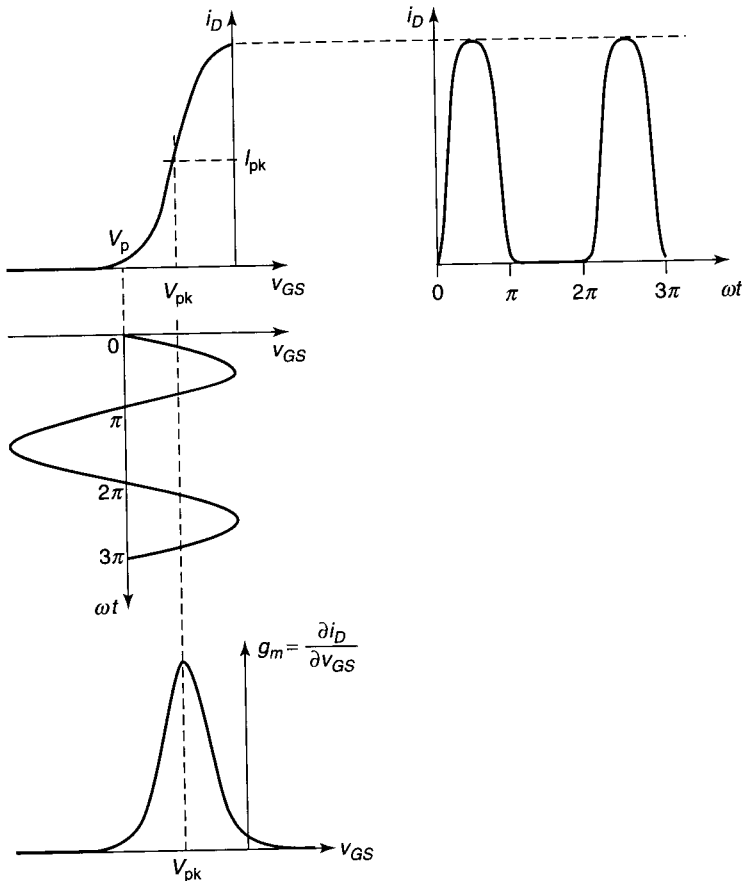 i_D
I_pk
V_p
V_pk
v_GS
i_D
0
π
2π
3π
ωt
0
v_GS
π
2π
3π
ωt
g_m = ∂i_D / ∂v_GS
v_GS
V_pk